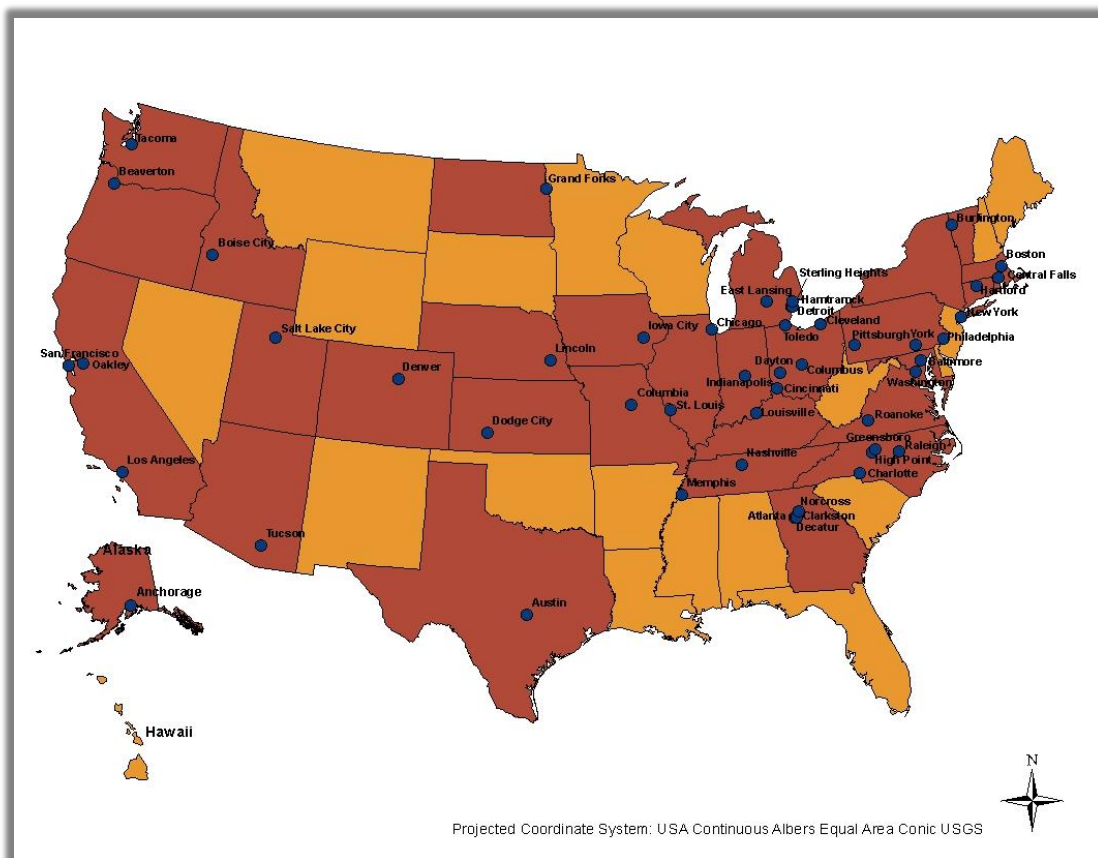 Tacoma
Beaverton
Grand Forks
Burlington
Boise City
Boston
Sterling Heights
Central Falls
East Lansing
Hamtramck
Hartford
Detroit
New York
Salt Lake City
Iowa City
Chicago
Cleveland
Toledo
Pittsburgh
York
Philadelphia
San Francisco
Oakley
Lincoln
Dayton
Columbus
Baltimore
Denver
Indianapolis
Washington
Cincinnati
Columbia
St. Louis
Louisville
Roanoke
Dodge City
Greensboro
Raleigh
High Point
Nashville
Los Angeles
Charlotte
Memphis
Norcross
Atlanta
Clarkston
Decatur
Tucson
Alaska
Anchorage
Austin
Hawaii
N
Projected Coordinate System: USA Continuous Albers Equal Area Conic USGS